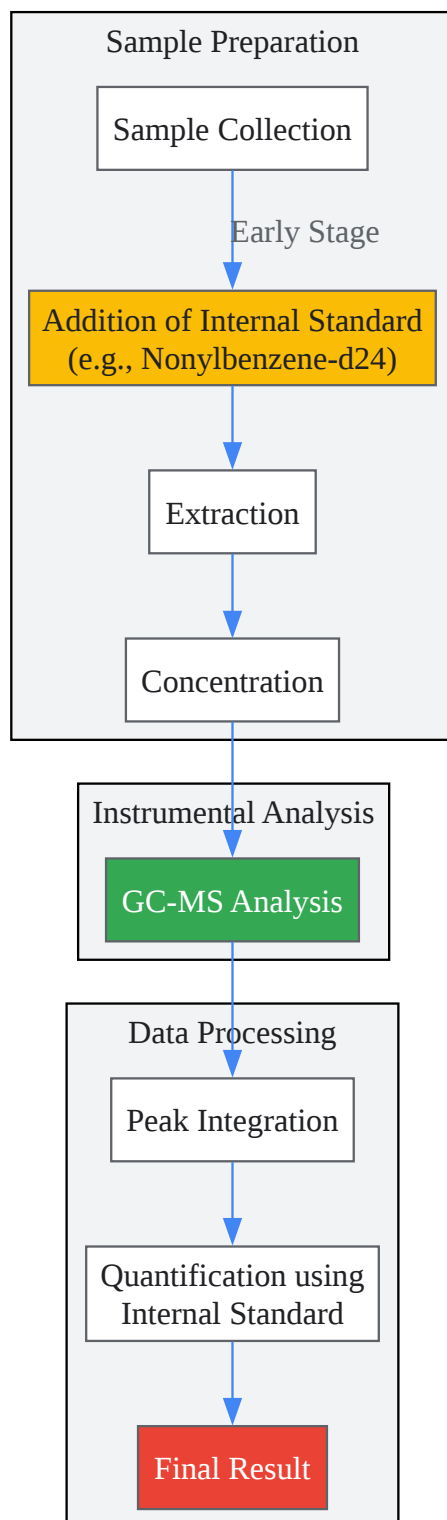 Sample Preparation
Sample Collection
Early Stage
Addition of Internal Standard
(e.g., Nonylbenzene-d24)
Extraction
Concentration
Instrumental Analysis
GC-MS Analysis
Data Processing
Peak Integration
Quantification using
Internal Standard
Final Result